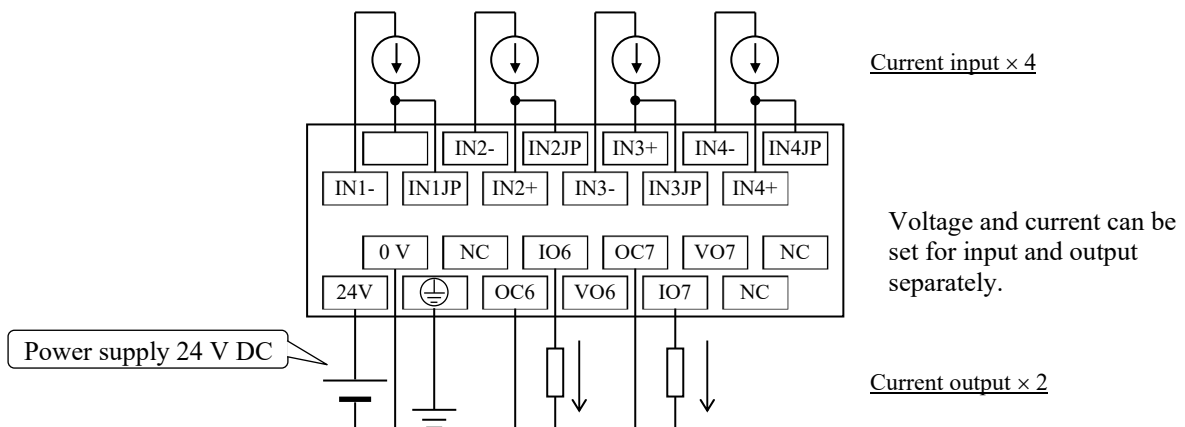 Current input × 4
IN2- IN2JP IN3+ IN4- IN4JP
IN1- IN1JP IN2+ IN3- IN3JP IN4+
Voltage and current can be
set for input and output
separately.
0 V NC IO6 OC7 VO7 NC
24V OC6 VO6 IO7 NC
Power supply 24 V DC
Current output × 2